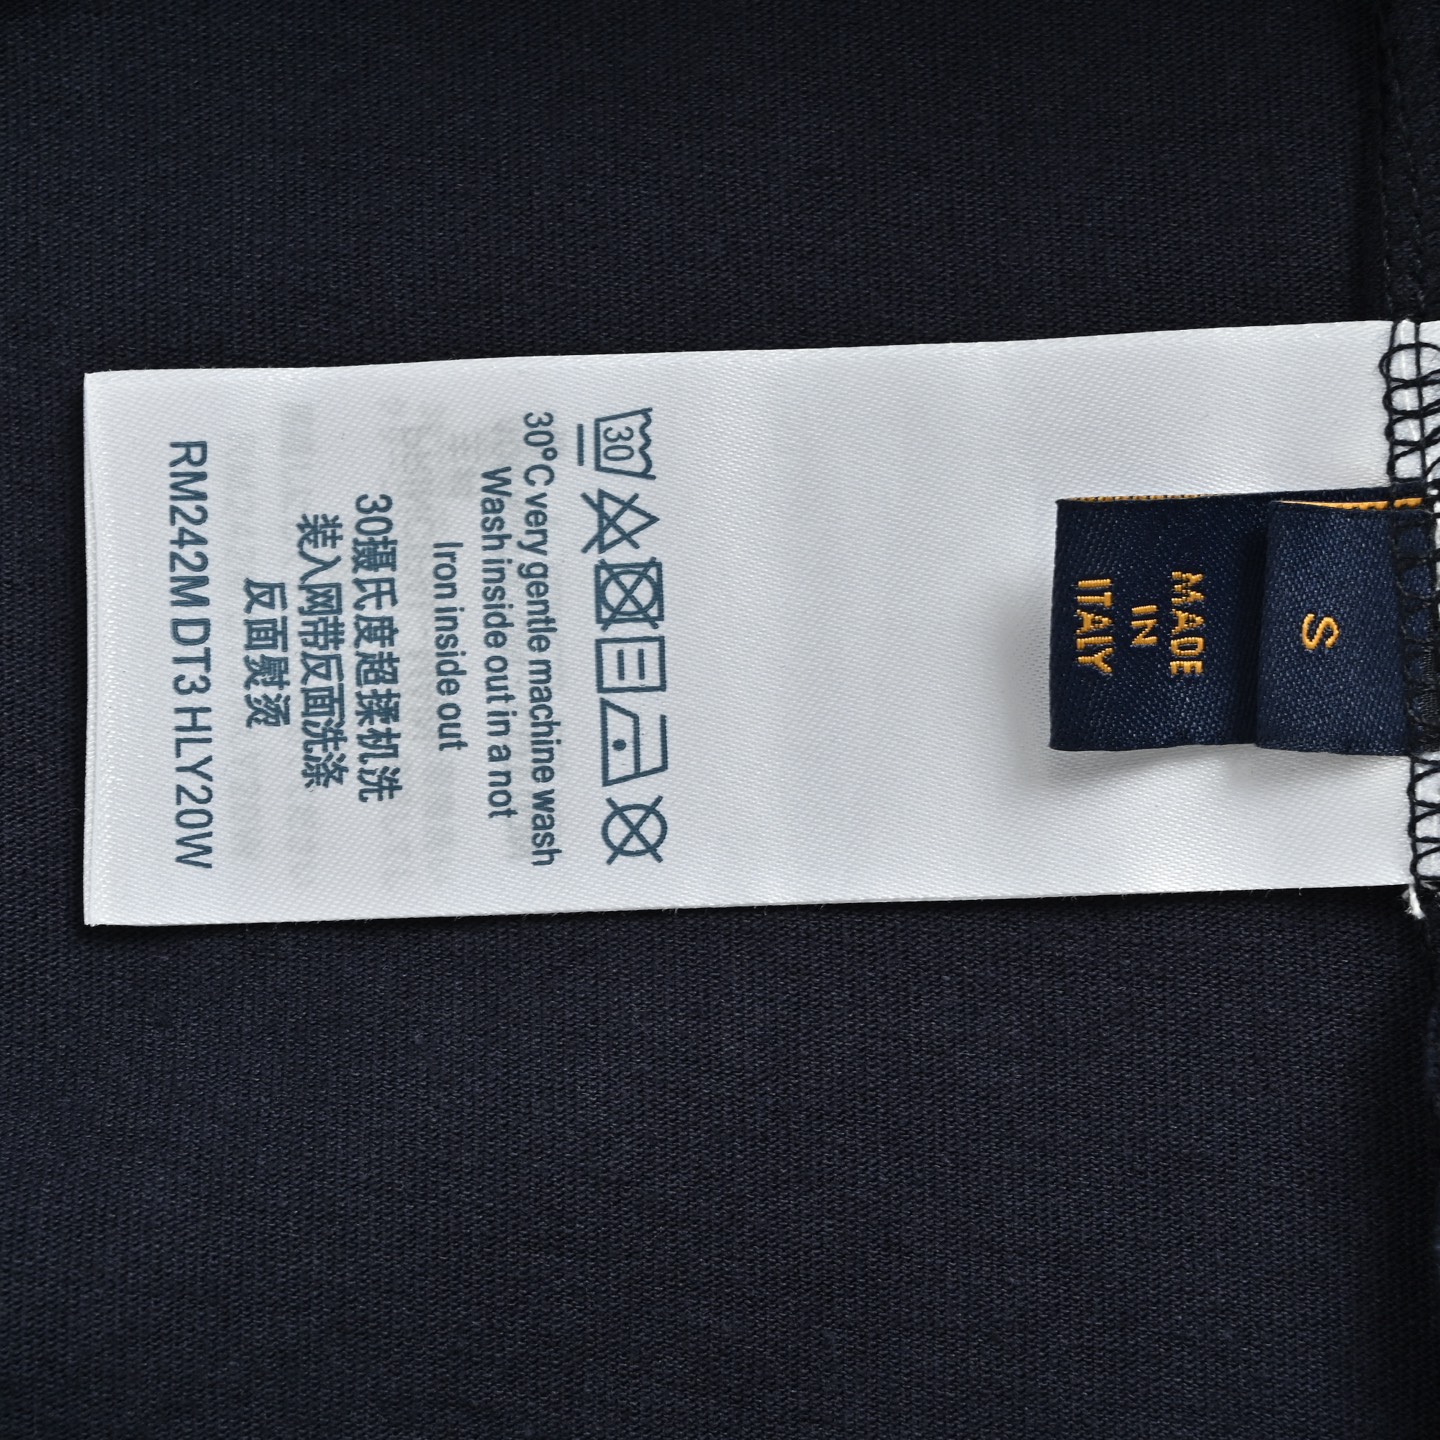 S
MADE
IN
ITALY
30
30°C very gentle machine wash
Wash inside out in a not
Iron inside out
30摄氏度超揉机洗
装入网带反面洗涤
反面熨烫
RM242M DT3 HLY20W